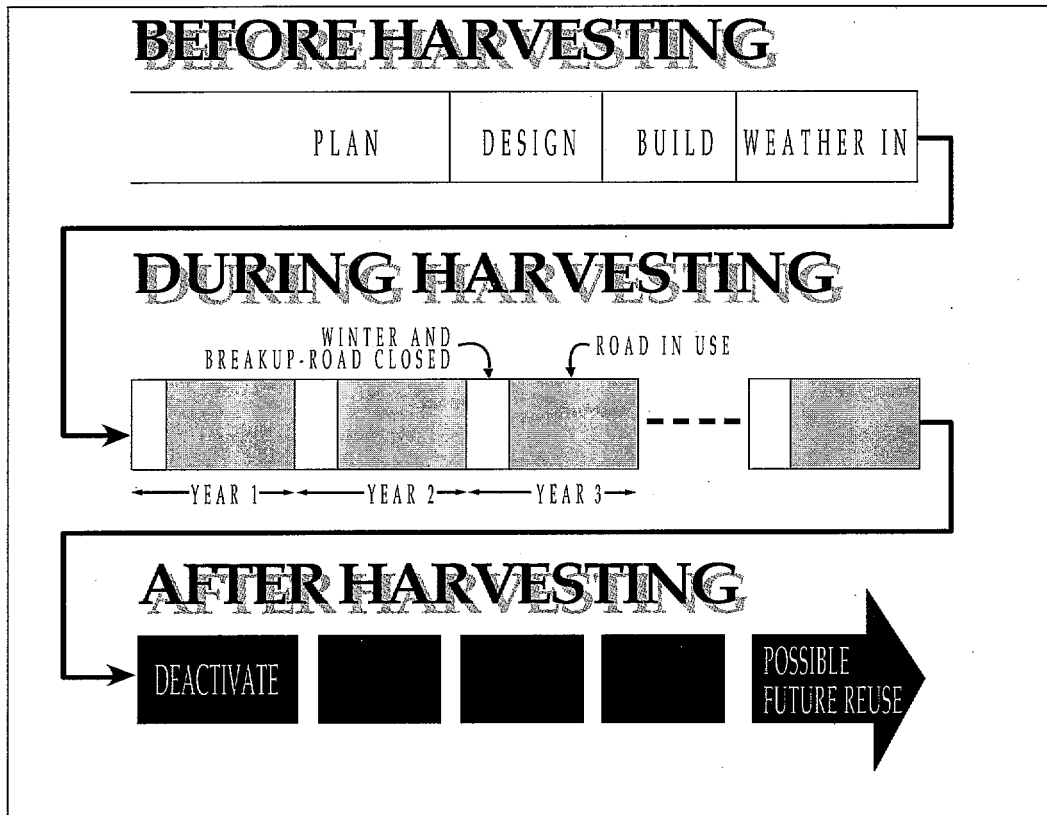 BEFORE HARVESTING
PLAN
DESIGN
BUILD
WEATHER IN
DURING HARVESTING
WINTER AND
BREAKUP-ROAD CLOSED
ROAD IN USE
YEAR 1
YEAR 2
YEAR 3
AFTER HARVESTING
DEACTIVATE
POSSIBLE
FUTURE REUSE